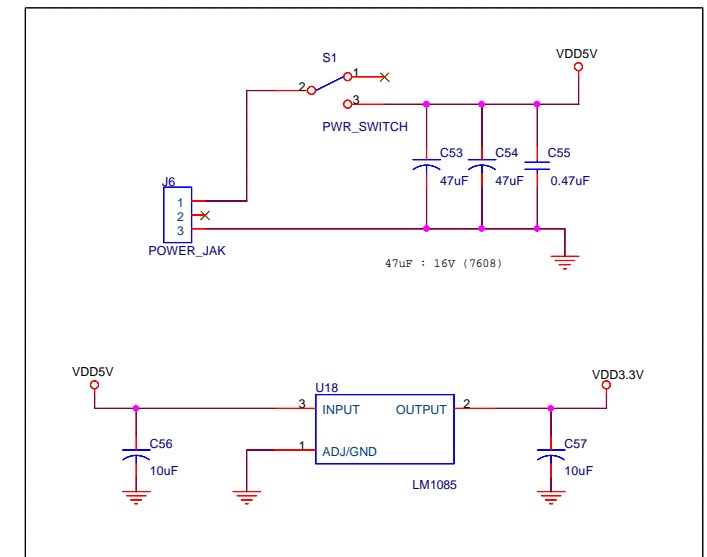 S1
VDD5V
1
2
3
PWR_SWITCH
C53
C54
C55
47uF
47uF
0.47uF
J6
1
2
3
POWER_JAK
47uF : 16V (7608)
VDD5V
VDD3.3V
U18
3
INPUT
OUTPUT
2
C56
1
ADJ/GND
C57
10uF
10uF
LM1085